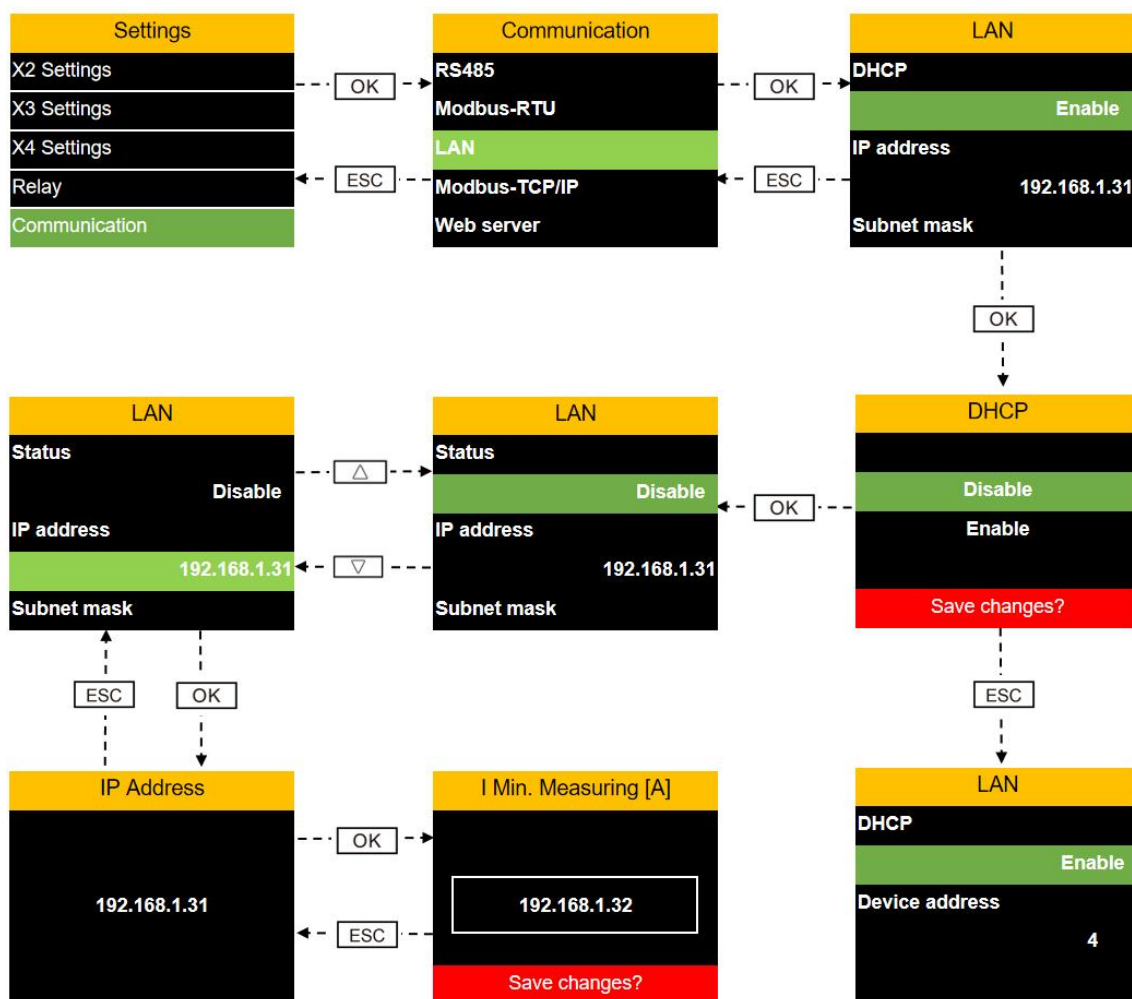 Settings
X2 Settings
X3 Settings
X4 Settings
Relay
Communication
OK
ESC
Communication
RS485
Modbus-RTU
LAN
Modbus-TCP/IP
Web server
OK
ESC
LAN
DHCP
Enable
IP address
192.168.1.31
Subnet mask
OK
LAN
Status
Disable
IP address
192.168.1.31
Subnet mask
△
▽
LAN
Status
Disable
IP address
192.168.1.31
Subnet mask
OK
DHCP
Disable
Enable
Save changes?
ESC
OK
ESC
IP Address
192.168.1.31
OK
ESC
I Min. Measuring [A]
192.168.1.32
Save changes?
LAN
DHCP
Enable
Device address
4